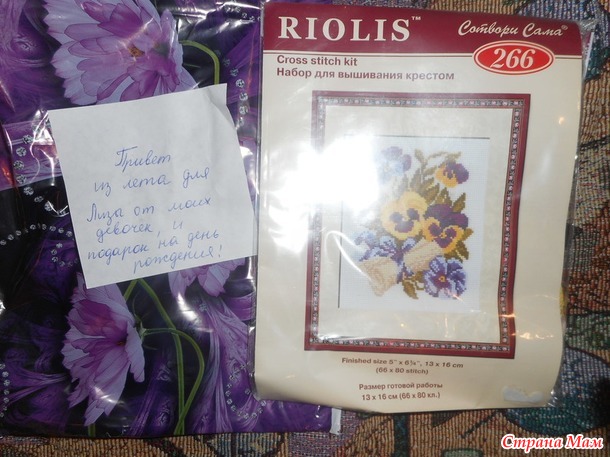 Привет
из лета для
Лиза от моих
девочек, и
подарок на день
рождения!
RIOLIS™
Сотвори Сама®
Cross stitch kit
Набор для вышивания крестом
266
Finished size 5" x 6¼", 13 x 16 cm
(66 x 80 stitch)
Размер готовой работы
13 x 16 см (66 x 80 кл.)
Страна Мам